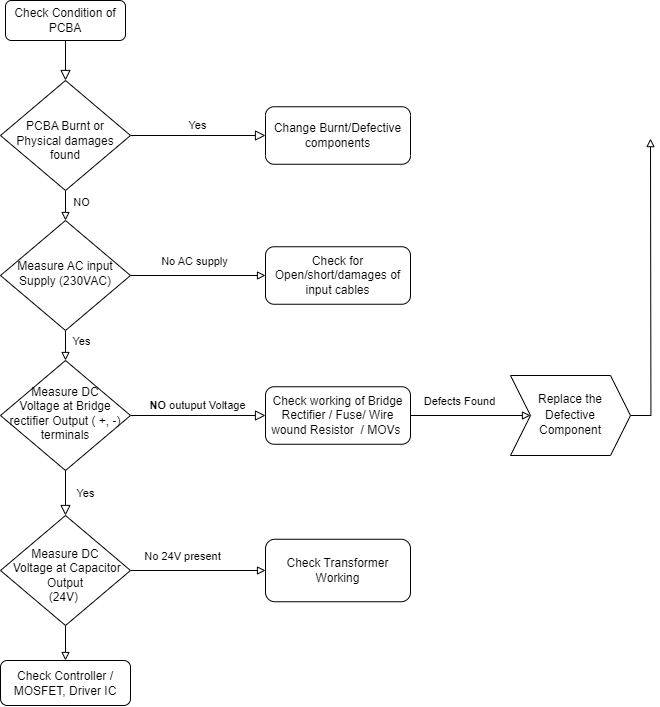 Check Condition of
PCBA
PCBA Burnt or
Physical damages
found
Yes
Change Burnt/Defective
components
NO
Measure AC input
Supply (230VAC)
No AC supply
Check for
Open/short/damages of
input cables
Yes
Measure DC
Voltage at Bridge
rectifier Output ( +, -)
terminals
NO outuput Voltage
Check working of Bridge
Rectifier / Fuse/ Wire
wound Resistor / MOVs
Defects Found
Replace the
Defective
Component
Yes
Measure DC
Voltage at Capacitor
Output
(24V)
No 24V present
Check Transformer
Working
Check Controller /
MOSFET, Driver IC